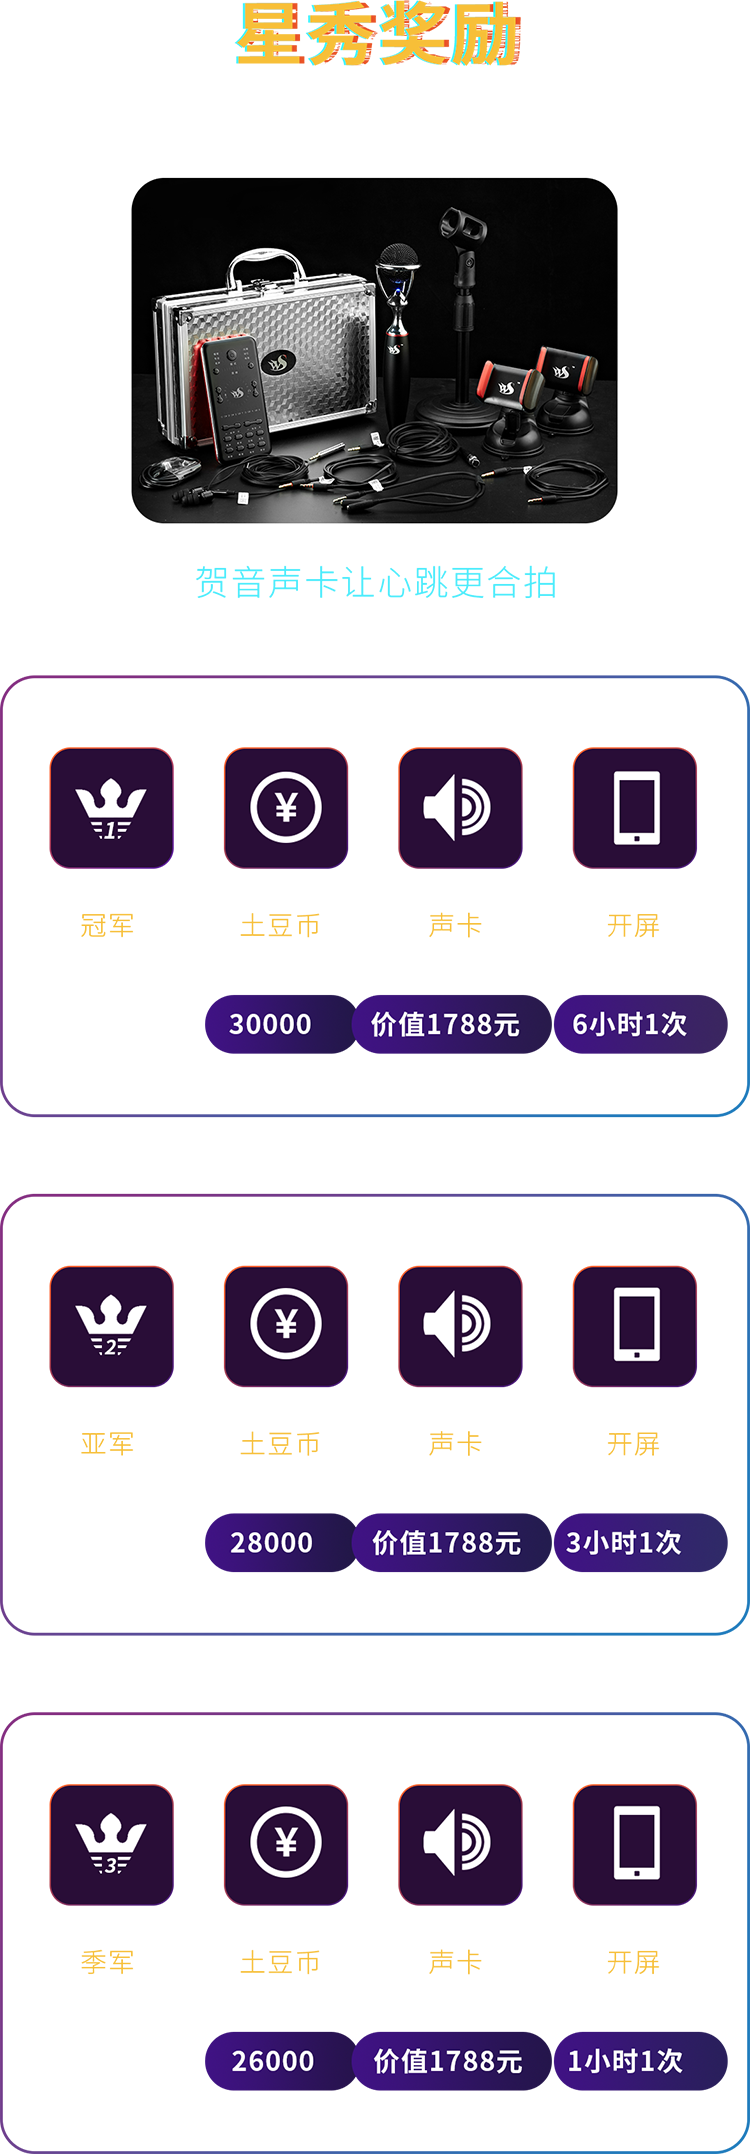 星秀奖励
贺音声卡让心跳更合拍
1
¥
冠军 土豆币 声卡 开屏
30000 价值1788元 6小时1次
2
¥
亚军 土豆币 声卡 开屏
28000 价值1788元 3小时1次
3
¥
季军 土豆币 声卡 开屏
26000 价值1788元 1小时1次